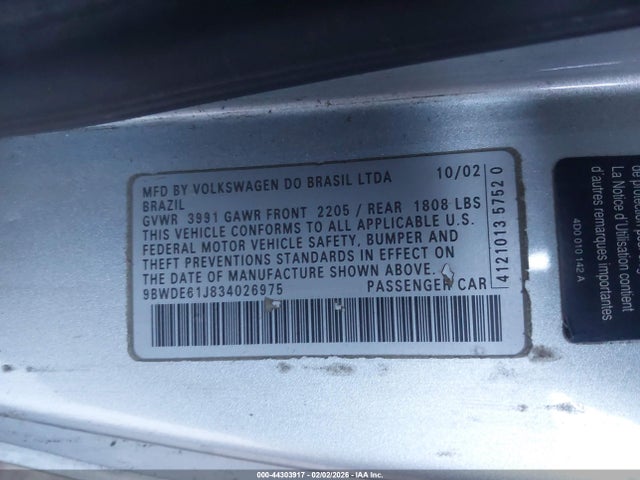 MFD BY VOLKSWAGEN DO BRASIL LTDA 10/02
BRAZIL
GVWR 3991 GAWR FRONT 2205 / REAR 1808 LBS
THIS VEHICLE CONFORMS TO ALL APPLICABLE U.S.
FEDERAL MOTOR VEHICLE SAFETY, BUMPER AND
THEFT PREVENTIONS STANDARDS IN EFFECT ON
THE DATE OF MANUFACTURE SHOWN ABOVE.
9BWDE61J834026975 PASSENGER CAR
4121013 5752 0
La Notice d'Utilisation contient
d'autres remarques importantes
4D0 010 142 A
000-44303917 - 02/02/2026 - IAA Inc.